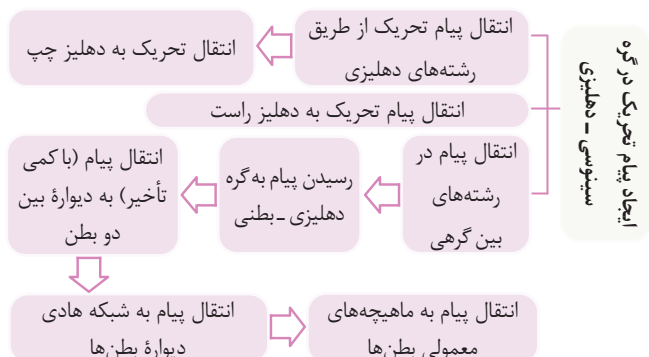 ایجاد پیام تحریک در گره
سینوسی ـ دهلیزی
انتقال پیام تحریک از طریق
رشته‌های دهلیزی
انتقال تحریک به دهلیز چپ
انتقال پیام تحریک به دهلیز راست
انتقال پیام در
رشته‌های
بین گرهی
رسیدن پیام به گره
دهلیزی ـ بطنی
انتقال پیام (با کمی
تأخیر) به دیوارهٔ بین
دو بطن
انتقال پیام به شبکه هادی
دیوارهٔ بطن‌ها
انتقال پیام به ماهیچه‌های
معمولی بطن‌ها